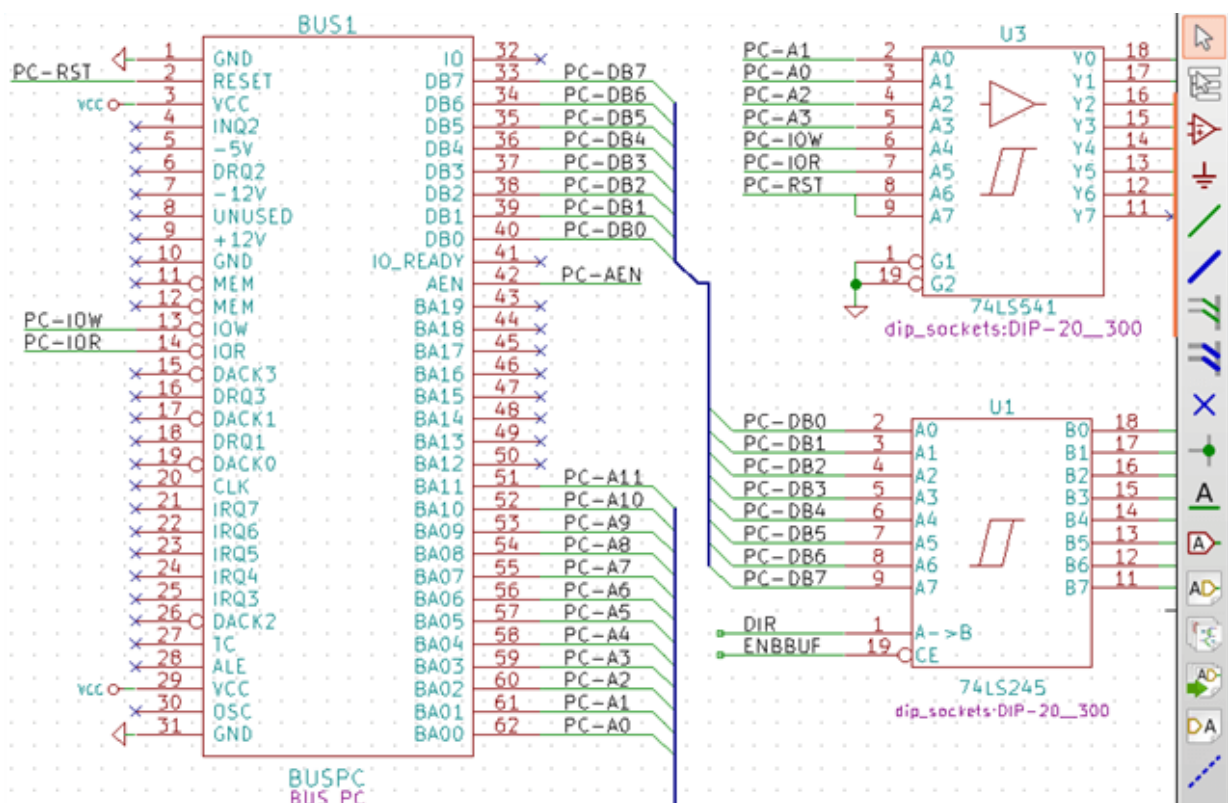 BUS1
1 GND
PC-RST 2 RESET
VCC 3 VCC
4 INQ2
5 -5V
6 DRQ2
7 -12V
8 UNUSED
9 +12V
10 GND
11 MEM
12 MEM
PC-IOW 13 IOW
PC-IOR 14 IOR
15 DACK3
16 DRQ3
17 DACK1
18 DRQ1
19 DACK0
20 CLK
21 IRQ7
22 IRQ6
23 IRQ5
24 IRQ4
25 IRQ3
26 DACK2
27 TC
28 ALE
VCC 29 VCC
30 OSC
31 GND
IO 32
DB7 33 PC-DB7
DB6 34 PC-DB6
DB5 35 PC-DB5
DB4 36 PC-DB4
DB3 37 PC-DB3
DB2 38 PC-DB2
DB1 39 PC-DB1
DB0 40 PC-DB0
IO_READY 41
AEN 42 PC-AEN
BA19 43
BA18 44
BA17 45
BA16 46
BA15 47
BA14 48
BA13 49
BA12 50
BA11 51 PC-A11
BA10 52 PC-A10
BA09 53 PC-A9
BA08 54 PC-A8
BA07 55 PC-A7
BA06 56 PC-A6
BA05 57 PC-A5
BA04 58 PC-A4
BA03 59 PC-A3
BA02 60 PC-A2
BA01 61 PC-A1
BA00 62 PC-A0
BUSPC
BUS_PC
U3
PC-A1 2 A0 Y0 18
PC-A0 3 A1 Y1 17
PC-A2 4 A2 Y2 16
PC-A3 5 A3 Y3 15
PC-IOW 6 A4 Y4 14
PC-IOR 7 A5 Y5 13
PC-RST 8 A6 Y6 12
9 A7 Y7 11
1 G1
19 G2
74LS541
dip_sockets:DIP-20__300
U1
PC-DB0 2 A0 B0 18
PC-DB1 3 A1 B1 17
PC-DB2 4 A2 B2 16
PC-DB3 5 A3 B3 15
PC-DB4 6 A4 B4 14
PC-DB5 7 A5 B5 13
PC-DB6 8 A6 B6 12
PC-DB7 9 A7 B7 11
DIR 1 A->B
ENBBUF 19 CE
74LS245
dip_sockets:DIP-20__300
A
A
AD
AD
DA